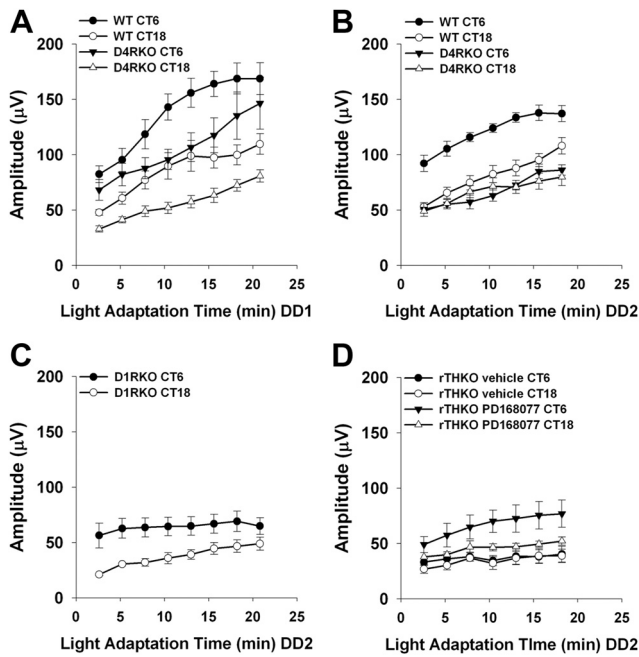 A
WT CT6
WT CT18
D4RKO CT6
D4RKO CT18
200
150
100
50
0
Amplitude (μV)
0 5 10 15 20 25
Light Adaptation Time (min) DD1
B
WT CT6
WT CT18
D4RKO CT6
D4RKO CT18
200
150
100
50
0
Amplitude (μV)
0 5 10 15 20 25
Light Adaptation Time (min) DD2
C
D1RKO CT6
D1RKO CT18
200
150
100
50
0
Amplitude (μV)
0 5 10 15 20 25
Light Adaptation Time (min) DD2
D
rTHKO vehicle CT6
rTHKO vehicle CT18
rTHKO PD168077 CT6
rTHKO PD168077 CT18
200
150
100
50
0
Amplitude (μV)
0 5 10 15 20 25
Light Adaptation TIme (min) DD2